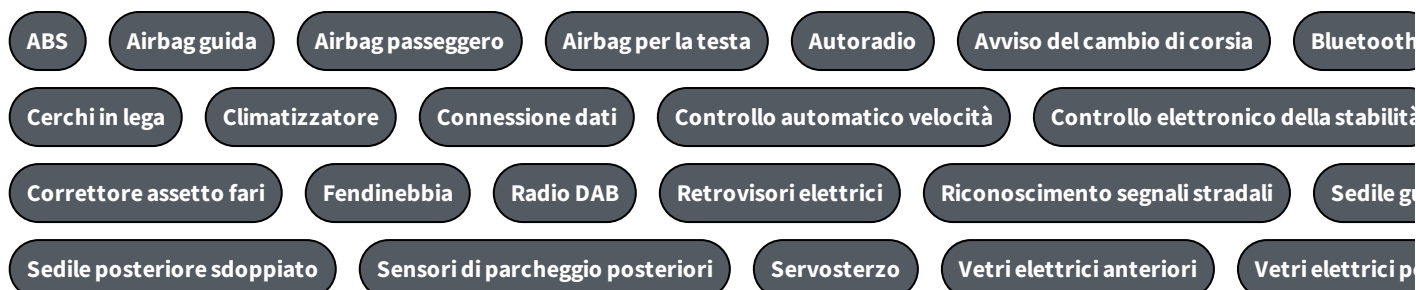 ABS Airbag guida Airbag passeggero Airbag per la testa Autoradio Avviso del cambio di corsia Bluetooth
Cerchi in lega Climatizzatore Connessione dati Controllo automatico velocità Controllo elettronico della stabilità
Correttore assetto fari Fendinebbia Radio DAB Retrovisori elettrici Riconoscimento segnali stradali Sedile
Sedile posteriore sdoppiato Sensori di parcheggio posteriori Servosterzo Vetri elettrici anteriori Vetri elettrici